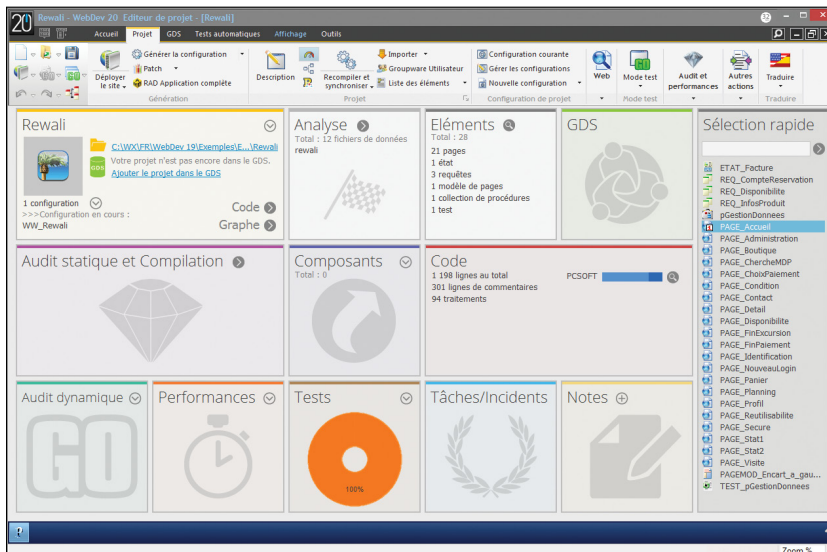 20
Rewali - WebDev 20 Editeur de projet - [Rewali]
32
Accueil Projet GDS Tests automatiques Affichage Outils
Déployer le site
Générer la configuration
Patch
RAD Application complète
Génération
Description
Recompiler et synchroniser
Importer
Groupware Utilisateur
Liste des éléments
Projet
Configuration courante
Gérer les configurations
Nouvelle configuration
Configuration de projet
Web
GO
Mode test
Mode test
Audit et performances
Autres actions
Traduire
Traduire
Rewali
C:\WX\FR\WebDev 19\Exemples\E...\Rewali
GDS
Votre projet n'est pas encore dans le GDS.
Ajouter le projet dans le GDS
1 configuration
>>>Configuration en cours :
WW_Rewali
Code
Graphe
Analyse
Total : 12 fichiers de données
rewali
Eléments
Total : 28
21 pages
1 état
3 requêtes
1 modèle de pages
1 collection de procédures
1 test
GDS
Audit statique et Compilation
Composants
Total : 0
Code
1 198 lignes au total
301 lignes de commentaires
94 traitements
PCSOFT
Audit dynamique
GO
Performances
Tests
100%
Tâches/Incidents
Notes
Sélection rapide
ETAT_Facture
REQ_CompteReservation
REQ_Disponibilite
REQ_InfosProduit
pGestionDonnees
PAGE_Accueil
PAGE_Administration
PAGE_Boutique
PAGE_ChercheMDP
PAGE_ChoixPaiement
PAGE_Condition
PAGE_Contact
PAGE_Detail
PAGE_Disponibilite
PAGE_FinExcursion
PAGE_FinPaiement
PAGE_Identification
PAGE_NouveauLogin
PAGE_Panier
PAGE_Planning
PAGE_Profil
PAGE_Reutilisabilite
PAGE_Secure
PAGE_Stat1
PAGE_Stat2
PAGE_Visite
PAGEMOD_Encart_a_gau...
TEST_pGestionDonnees
Zoom %